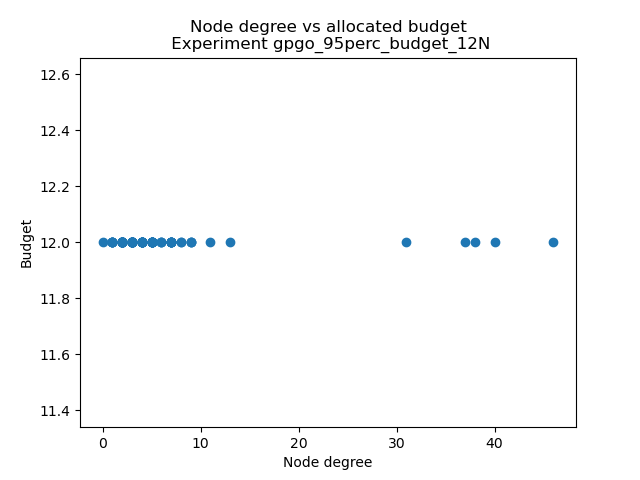 Node degree vs allocated budget
Experiment gpgo_95perc_budget_12N
12.6
12.4
12.2
12.0
11.8
11.6
11.4
Budget
0 10 20 30 40
Node degree